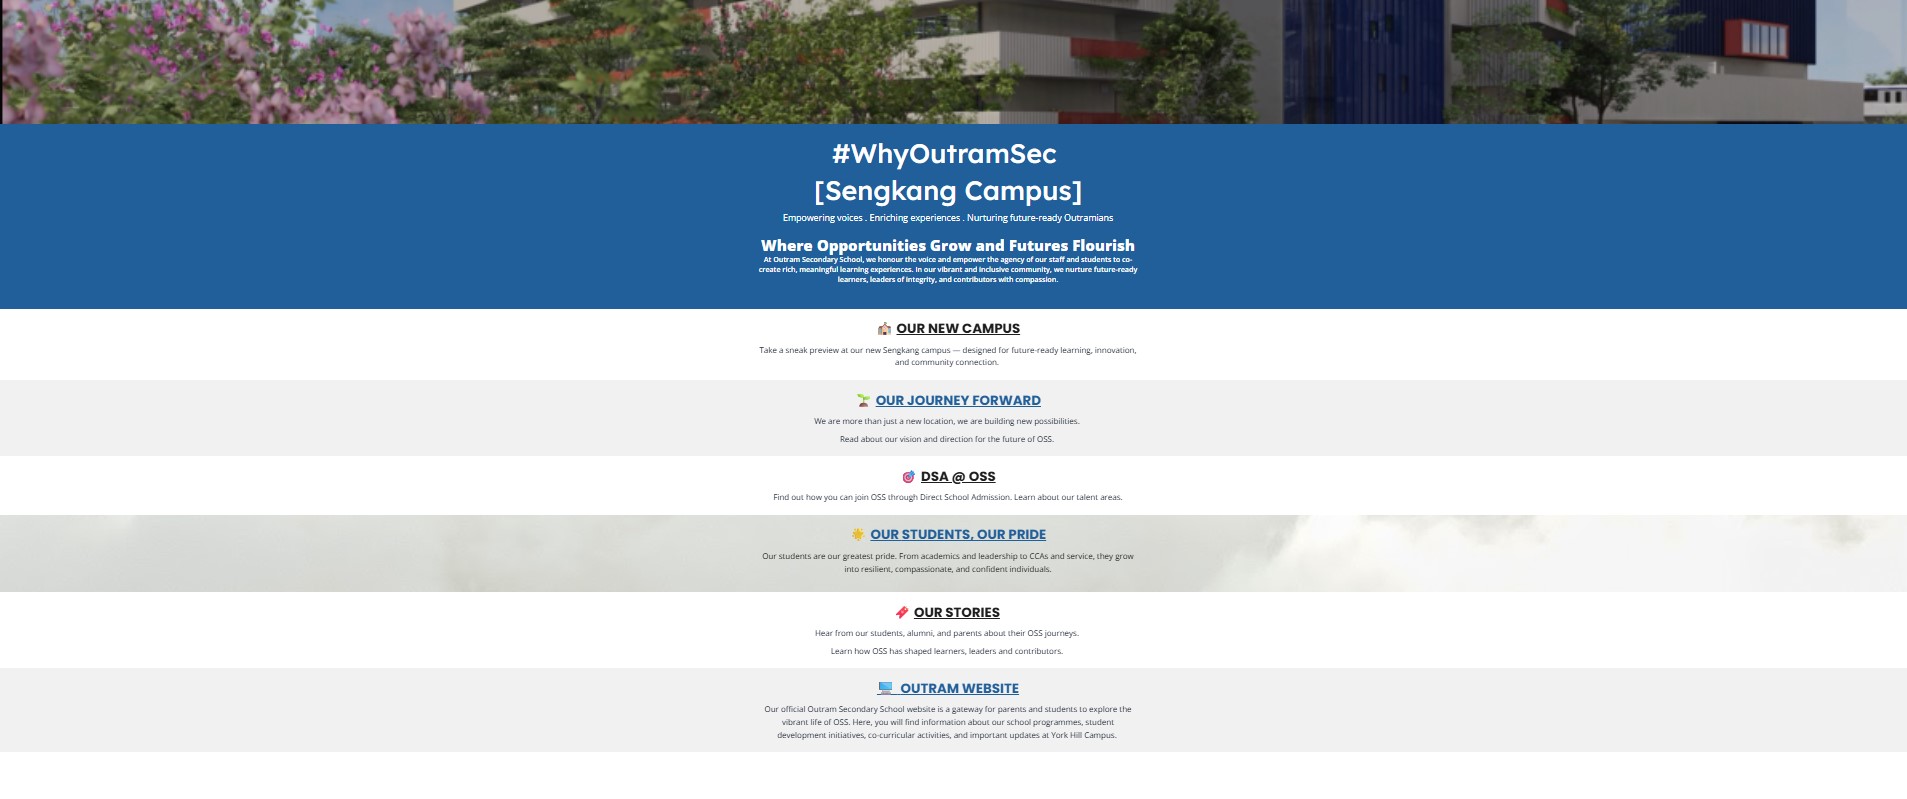 #WhyOutramSec
[Sengkang Campus]
Empowering voices . Enriching experiences . Nurturing future-ready Outramians
Where Opportunities Grow and Futures Flourish
At Outram Secondary School, we honour the voice and empower the agency of our staff and students to co-
create rich, meaningful learning experiences. In our vibrant and inclusive community, we nurture future-ready
learners, leaders of integrity, and contributors with compassion.
OUR NEW CAMPUS
Take a sneak preview at our new Sengkang campus — designed for future-ready learning, innovation,
and community connection.
OUR JOURNEY FORWARD
We are more than just a new location, we are building new possibilities.
Read about our vision and direction for the future of OSS.
DSA @ OSS
Find out how you can join OSS through Direct School Admission. Learn about our talent areas.
OUR STUDENTS, OUR PRIDE
Our students are our greatest pride. From academics and leadership to CCAs and service, they grow
into resilient, compassionate, and confident individuals.
OUR STORIES
Hear from our students, alumni, and parents about their OSS journeys.
Learn how OSS has shaped learners, leaders and contributors.
OUTRAM WEBSITE
Our official Outram Secondary School website is a gateway for parents and students to explore the
vibrant life of OSS. Here, you will find information about our school programmes, student
development initiatives, co-curricular activities, and important updates at York Hill Campus.